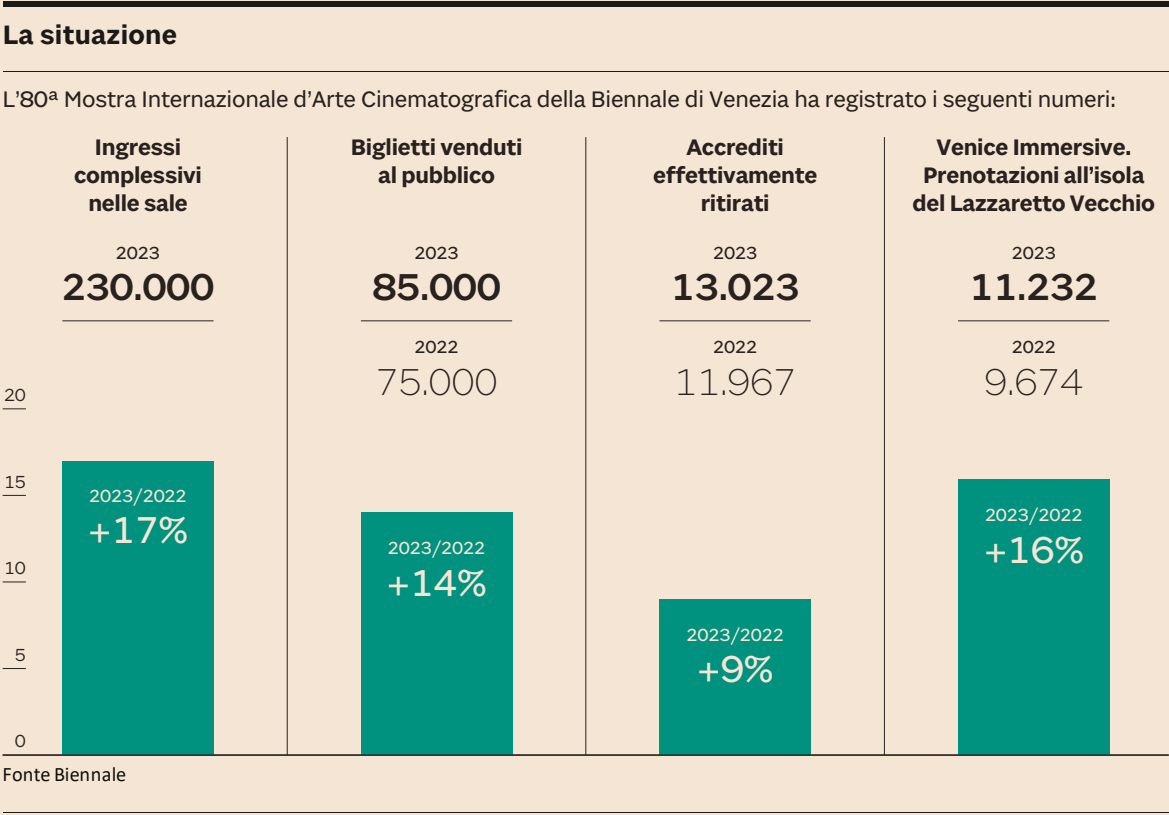 La situazione
L'80ª Mostra Internazionale d'Arte Cinematografica della Biennale di Venezia ha registrato i seguenti numeri:
Ingressi
complessivi
nelle sale
2023
230.000
2023/2022
+17%
Biglietti venduti
al pubblico
2023
85.000
2022
75.000
2023/2022
+14%
Accrediti
effettivamente
ritirati
2023
13.023
2022
11.967
2023/2022
+9%
Venice Immersive.
Prenotazioni all'isola
del Lazzaretto Vecchio
2023
11.232
2022
9.674
2023/2022
+16%
20
15
10
5
0
Fonte Biennale